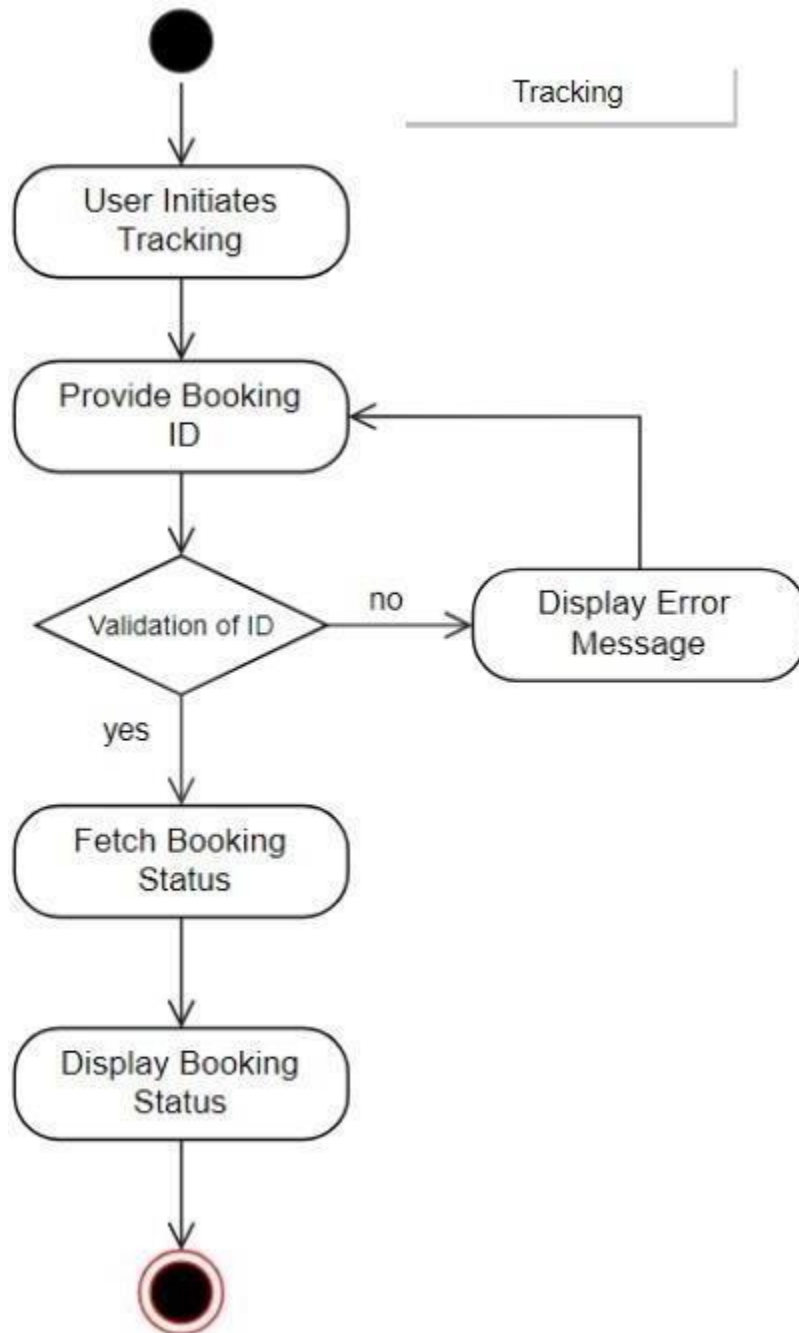 Tracking
User Initiates
Tracking
Provide Booking
ID
Validation of ID
no
Display Error
Message
yes
Fetch Booking
Status
Display Booking
Status